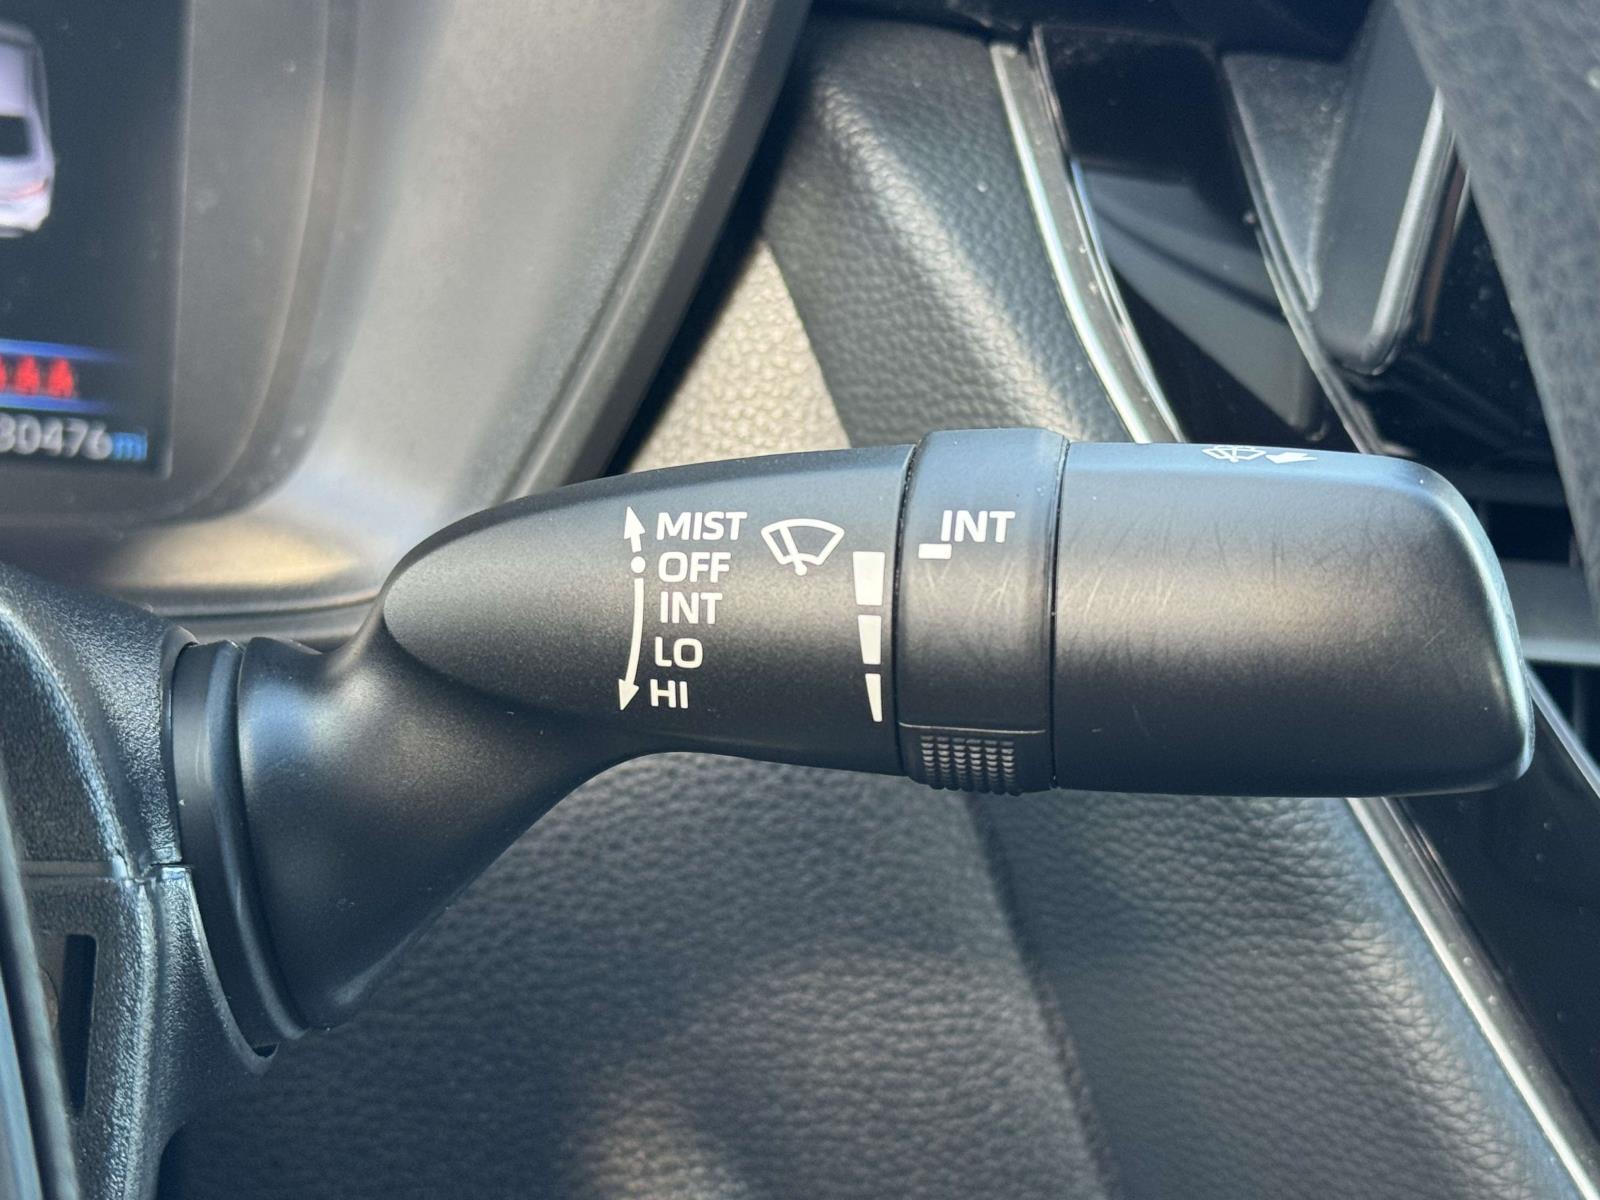 MIST
OFF
INT
LO
HI
INT
30476mi